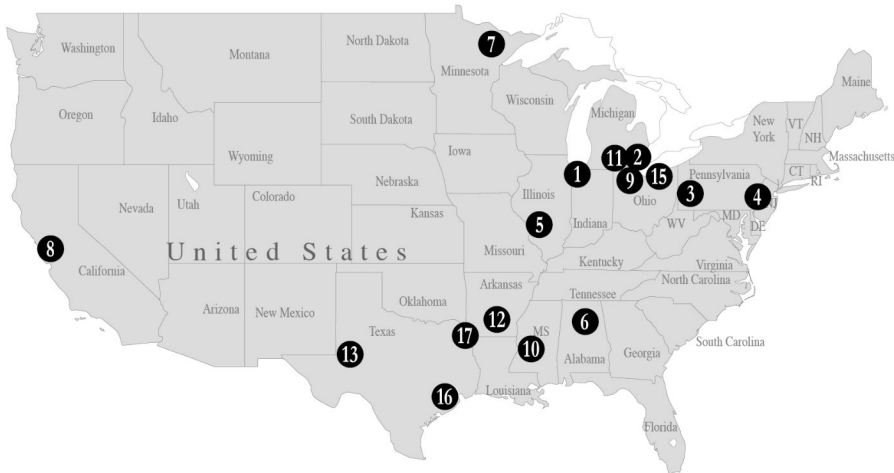 Washington
Montana
North Dakota
7
Minnesota
Maine
Oregon
Idaho
South Dakota
Wisconsin
Michigan
New
York
VT
NH
Massachusetts
Wyoming
Iowa
11
2
CT
RI
Nevada
Utah
Colorado
Nebraska
Illinois
1
9
15
Ohio
Pennsylvania
3
4
NJ
Kansas
5
Indiana
WV
MD
DE
8
California
United States
Missouri
Kentucky
Virginia
North Carolina
Arizona
New Mexico
Oklahoma
Arkansas
Tennessee
Texas
12
17
MS
6
13
10
Alabama
Georgia
South Carolina
16
Louisiana
Florida